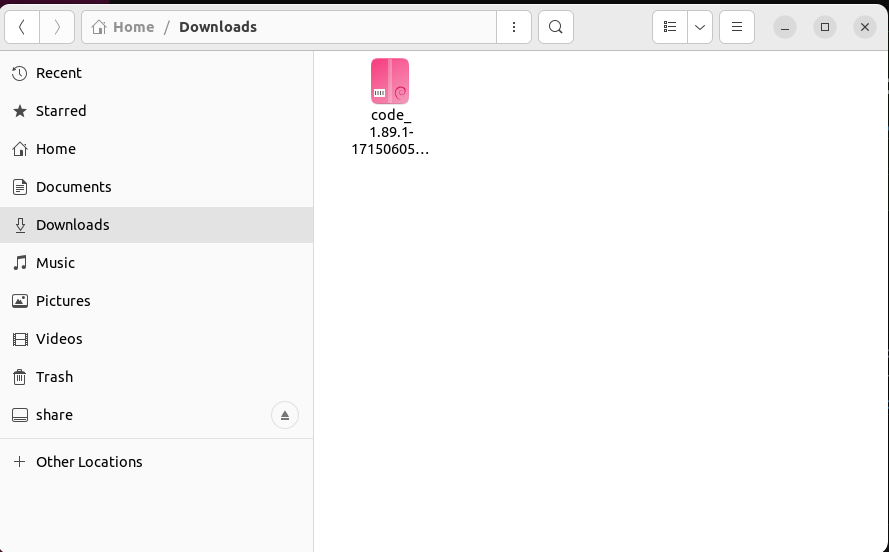 Home / Downloads
Recent
Starred
Home
Documents
Downloads
Music
Pictures
Videos
Trash
share
Other Locations
code_
1.89.1-
17150605...